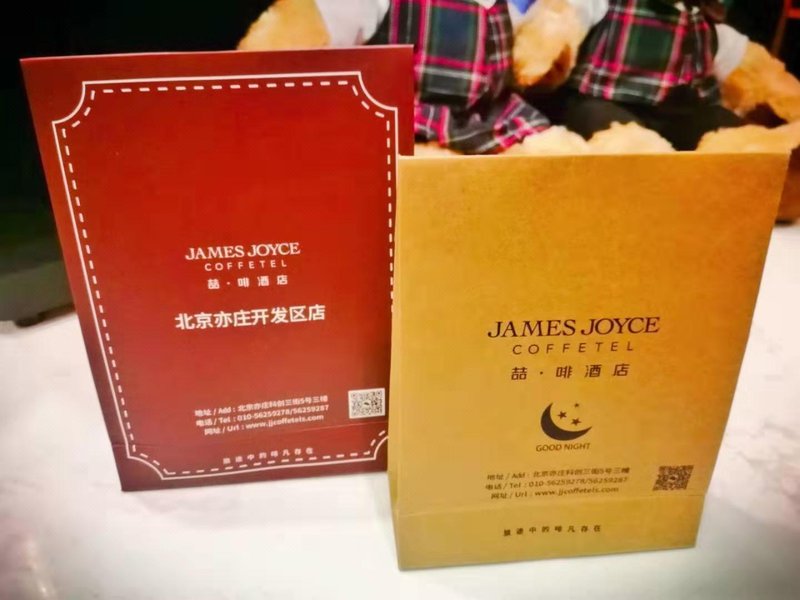 JAMES JOYCE
COFFETEL
喆·啡酒店
北京亦庄开发区店
地址 / Add : 北京亦庄科创三街5号三幢
电话 / Tel : 010-56259278/56259287
网址 / Url : www.jjcoffetels.com
旅途中的啡凡存在
JAMES JOYCE
COFFETEL
喆·啡酒店
GOOD NIGHT
地址 / Add : 北京亦庄科创三街5号三幢
电话 / Tel : 010-56259278/56259287
网址 / Url : www.jjcoffetels.com
旅途中的啡凡存在